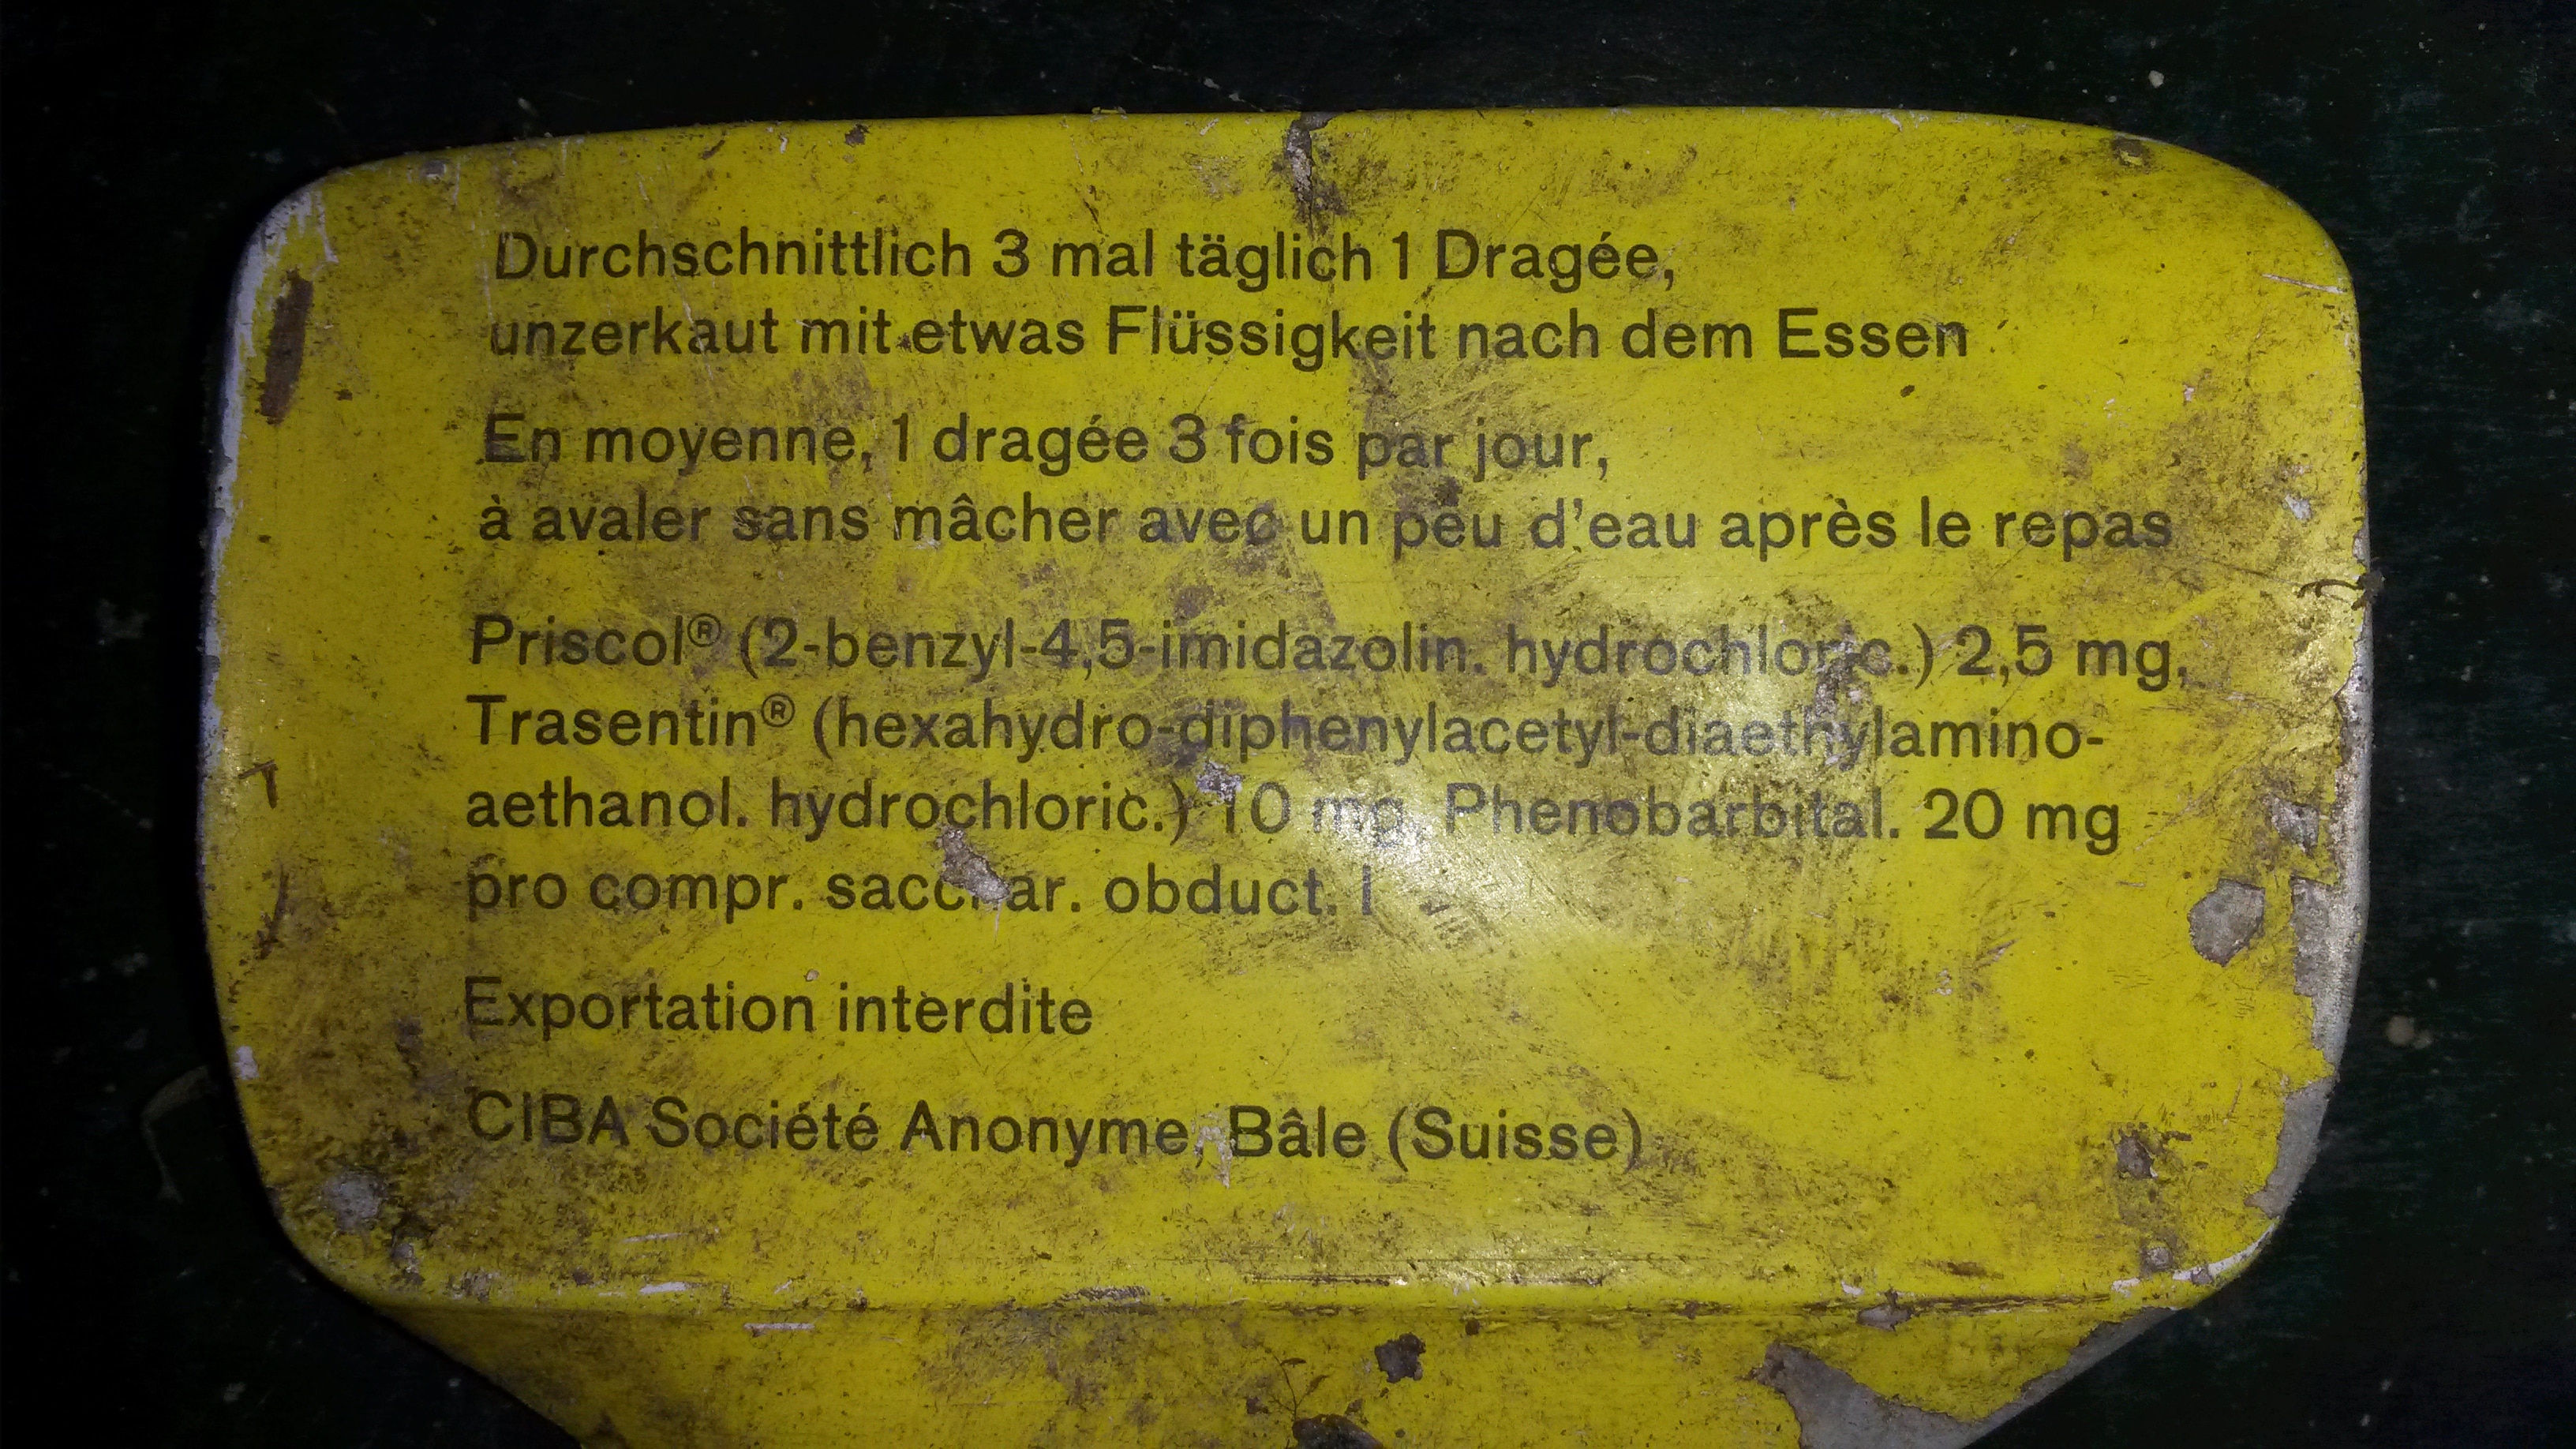 Durchschnittlich 3 mal täglich 1 Dragée,
unzerkaut mit etwas Flüssigkeit nach dem Essen
En moyenne, 1 dragée 3 fois par jour,
à avaler sans mâcher avec un peu d'eau après le repas
Priscol® (2-benzyl-4,5-imidazolin. hydrochloric.) 2,5 mg,
Trasentin® (hexahydro-diphenylacetyl-diaethylamino-
aethanol. hydrochloric.) 10 mg, Phenobarbital. 20 mg
pro compr. sacchar. obduct. I
Exportation interdite
CIBA Société Anonyme, Bâle (Suisse)